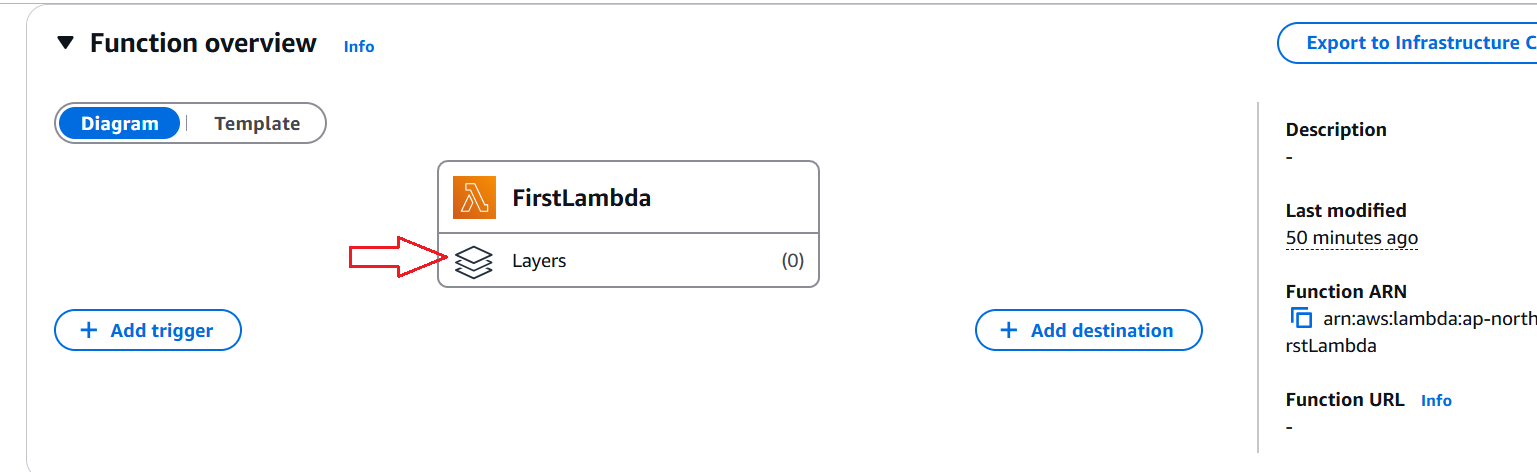 Function overview Info
Export to Infrastructure C
Diagram Template
FirstLambda
Layers (0)
Add trigger
Add destination
Description
-
Last modified
50 minutes ago
Function ARN
arn:aws:lambda:ap-north
rstLambda
Function URL Info
-